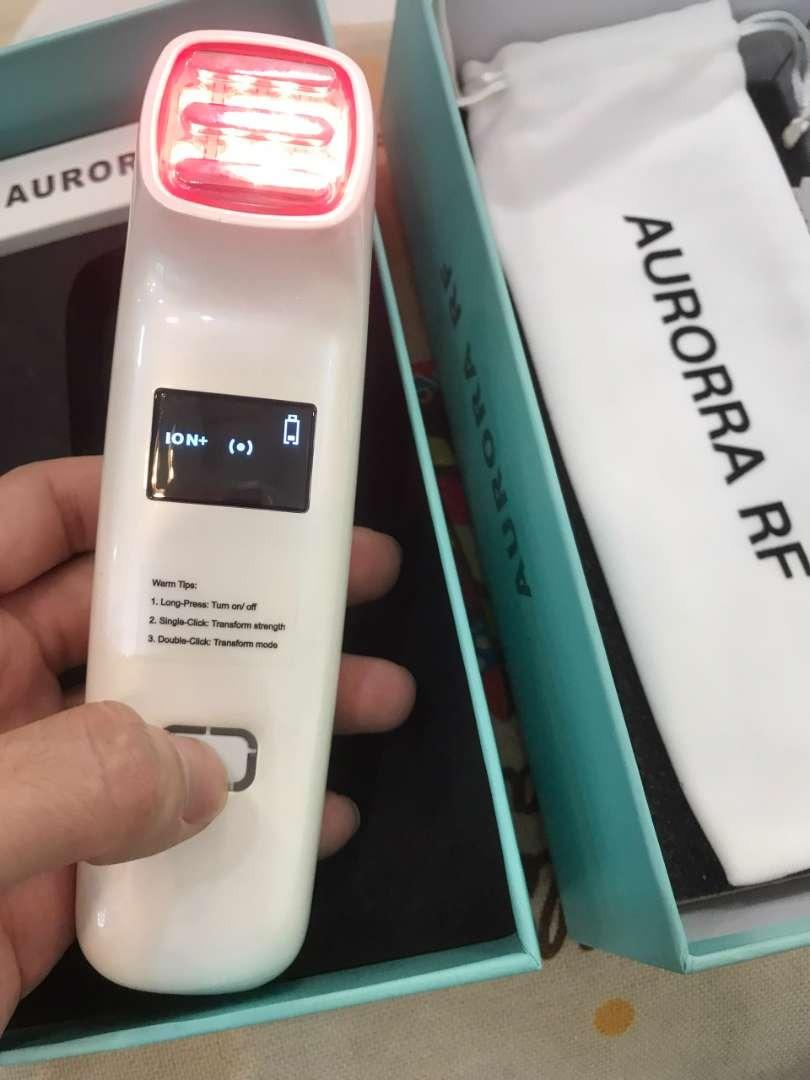 AUROR
ION+
Warm Tips:
1. Long-Press: Turn on/ off
2. Single-Click: Transform strength
3. Double-Click: Transform mode
AURORRA RF
AURORRA RF